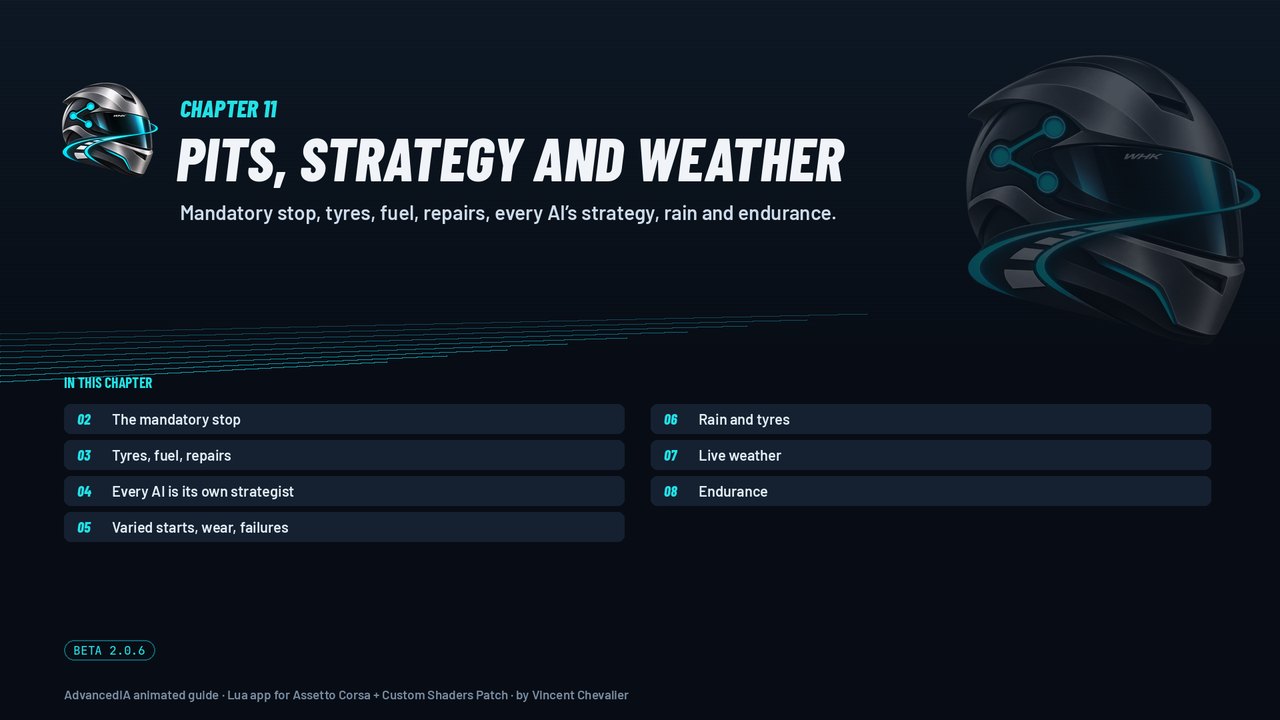 CHAPTER 11
PITS, STRATEGY AND WEATHER
Mandatory stop, tyres, fuel, repairs, every AI’s strategy, rain and endurance.
WHK
WHK
IN THIS CHAPTER
02 The mandatory stop
03 Tyres, fuel, repairs
04 Every AI is its own strategist
05 Varied starts, wear, failures
06 Rain and tyres
07 Live weather
08 Endurance
BETA 2.0.6
AdvancedIA animated guide · Lua app for Assetto Corsa + Custom Shaders Patch · by Vincent Chevalier